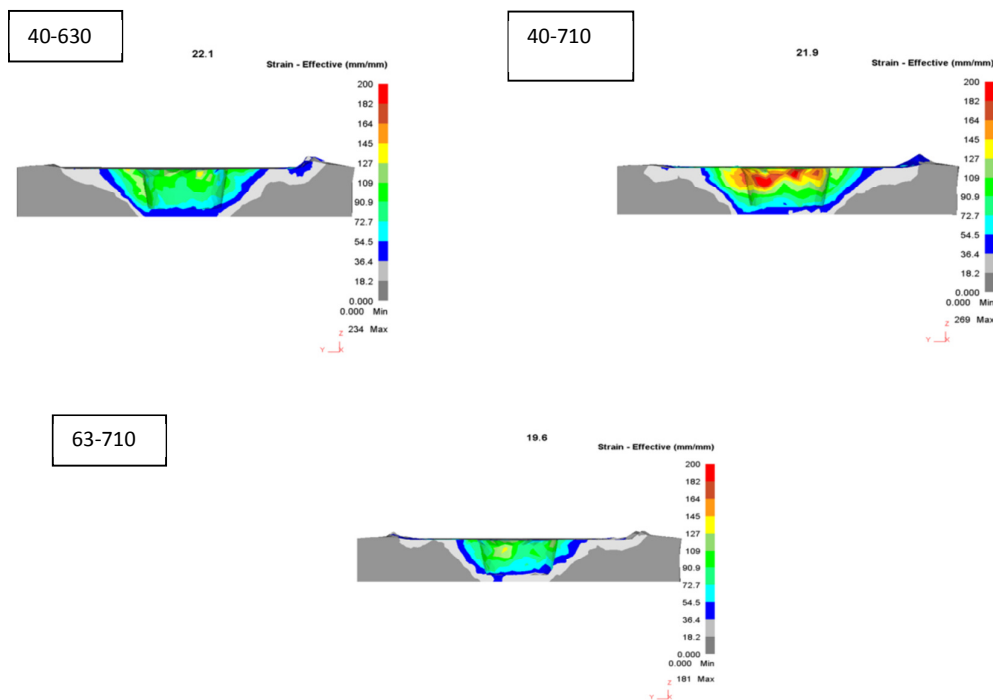 40-630
22.1
Strain - Effective (mm/mm)
200
182
164
145
127
109
90.9
72.7
54.5
36.4
18.2
0.000
0.000 Min
234 Max
Z
Y X
40-710
21.9
Strain - Effective (mm/mm)
200
182
164
145
127
109
90.9
72.7
54.5
36.4
18.2
0.000
0.000 Min
269 Max
Z
Y X
63-710
19.6
Strain - Effective (mm/mm)
200
182
164
145
127
109
90.9
72.7
54.5
36.4
18.2
0.000
0.000 Min
181 Max
Z
Y X